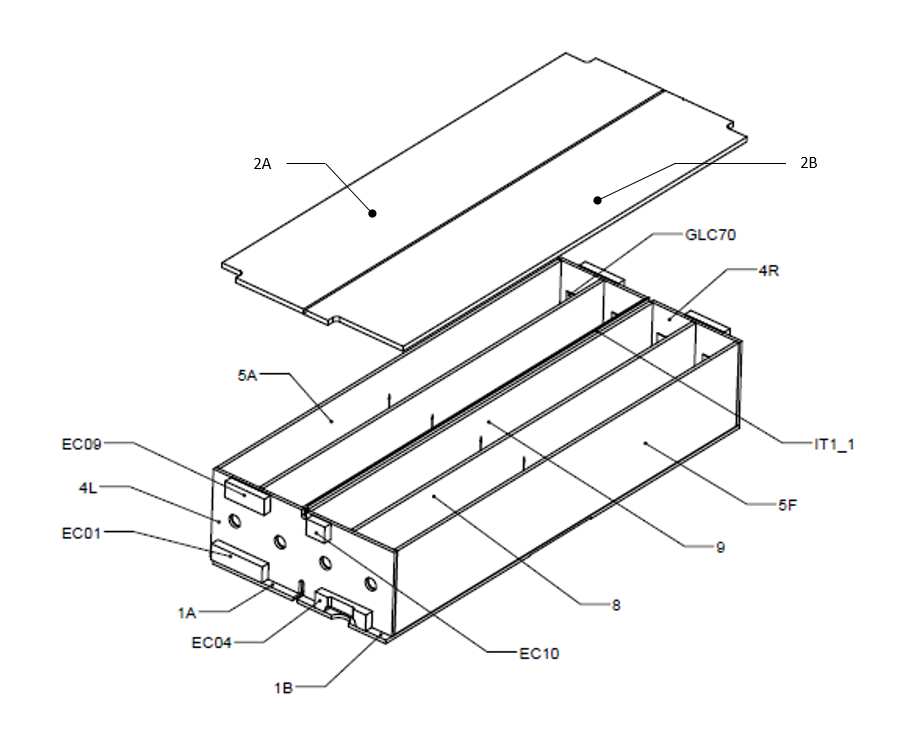 2A
2B
GLC70
4R
5A
EC09
IT1_1
4L
5F
EC01
9
8
1A
EC04
EC10
1B